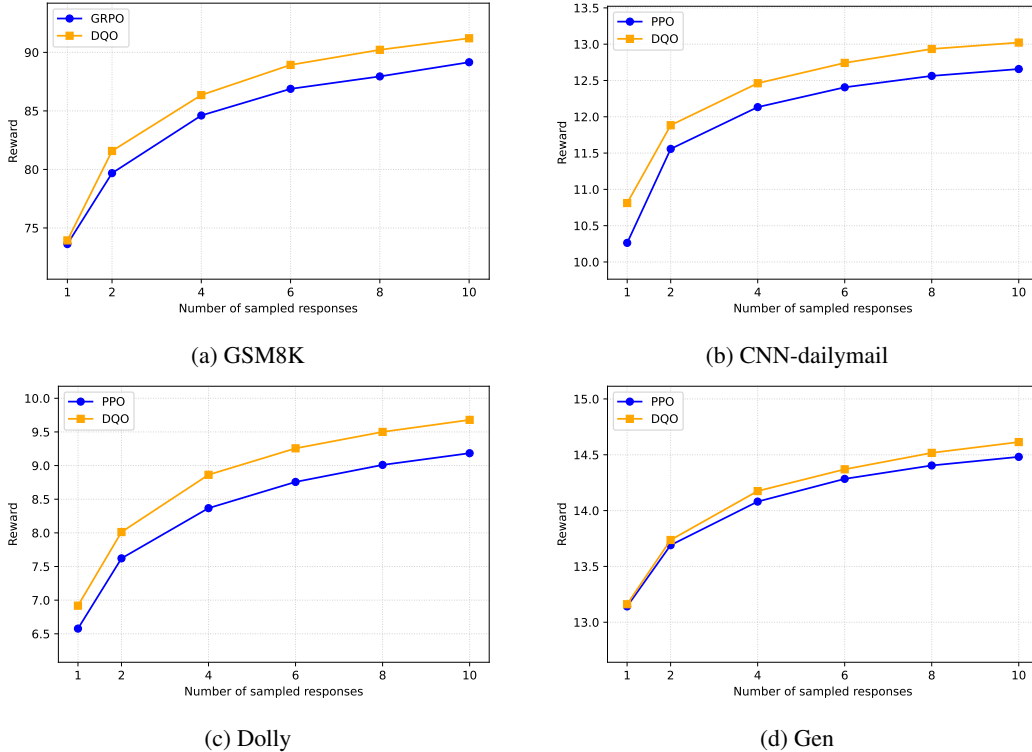 GRPO
DQO
90
85
80
75
Reward
1 2 4 6 8 10
Number of sampled responses
(a) GSM8K
PPO
DQO
13.5
13.0
12.5
12.0
11.5
11.0
10.5
10.0
Reward
1 2 4 6 8 10
Number of sampled responses
(b) CNN-dailymail
PPO
DQO
10.0
9.5
9.0
8.5
8.0
7.5
7.0
6.5
Reward
1 2 4 6 8 10
Number of sampled responses
(c) Dolly
PPO
DQO
15.0
14.5
14.0
13.5
13.0
Reward
1 2 4 6 8 10
Number of sampled responses
(d) Gen